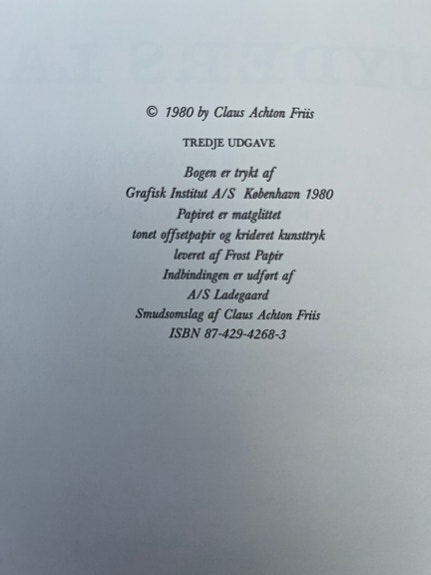 © 1980 by Claus Achton Friis
TREDJE UDGAVE
Bogen er trykt af
Grafisk Institut A/S København 1980
Papiret er matglittet
tonet offsetpapir og krideret kunsttryk
leveret af Frost Papir
Indbindingen er udført af
A/S Ladegaard
Smudsomslag af Claus Achton Friis
ISBN 87-429-4268-3